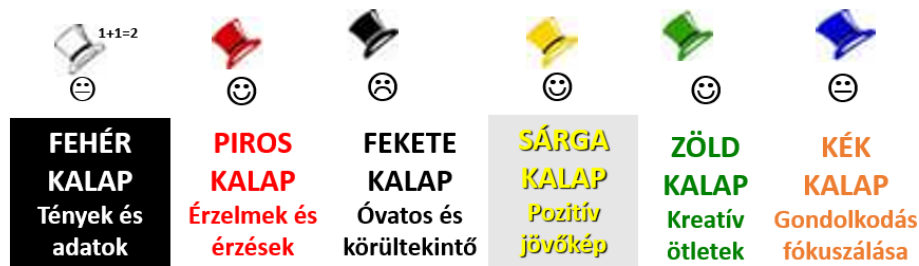 1+1=2
FEHÉR
KALAP
Tények és
adatok
PIROS
KALAP
Érzelmek és
érzések
FEKETE
KALAP
Óvatos és
körültekintő
SÁRGA
KALAP
Pozitív
jövőkép
ZÖLD
KALAP
Kreatív
ötletek
KÉK
KALAP
Gondolkodás
fókuszálása